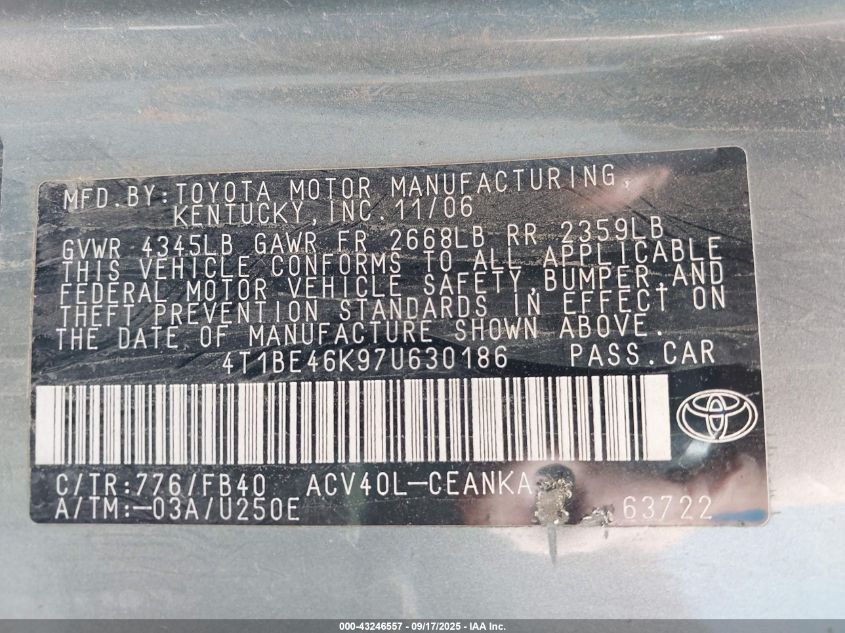 MFD.BY:TOYOTA MOTOR MANUFACTURING,
KENTUCKY,INC.11/06
GVWR 4345LB GAWR FR 2668LB RR 2359LB
THIS VEHICLE CONFORMS TO ALL APPLICABLE
FEDERAL MOTOR VEHICLE SAFETY,BUMPER,AND
THEFT PREVENTION STANDARDS IN EFFECT ON
THE DATE OF MANUFACTURE SHOWN ABOVE.
4T1BE46K97U630186 PASS.CAR
C/TR:776/FB40 ACV40L-CEANKA
A/TM:-03A/U250E 63722
000-43246557 - 09/17/2025 - IAA Inc.